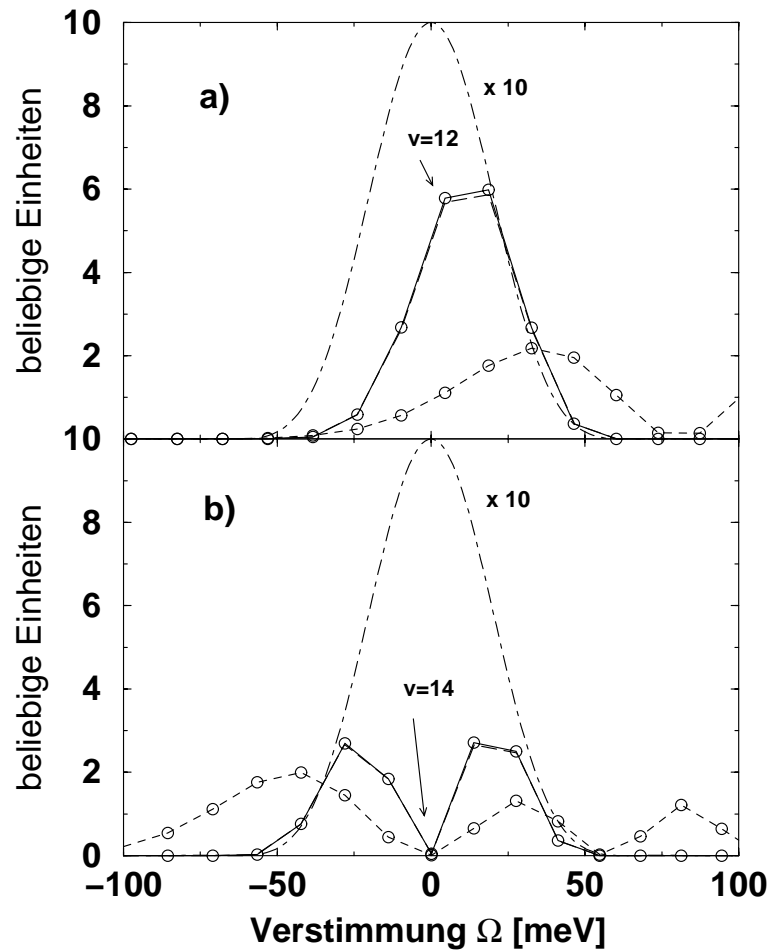 10
x 10
a)
8
v=12
6
4
2
beliebige Einheiten
10
x 10
b)
8
6
v=14
4
2
0
beliebige Einheiten
−100 −50 0 50 100
Verstimmung Ω [meV]